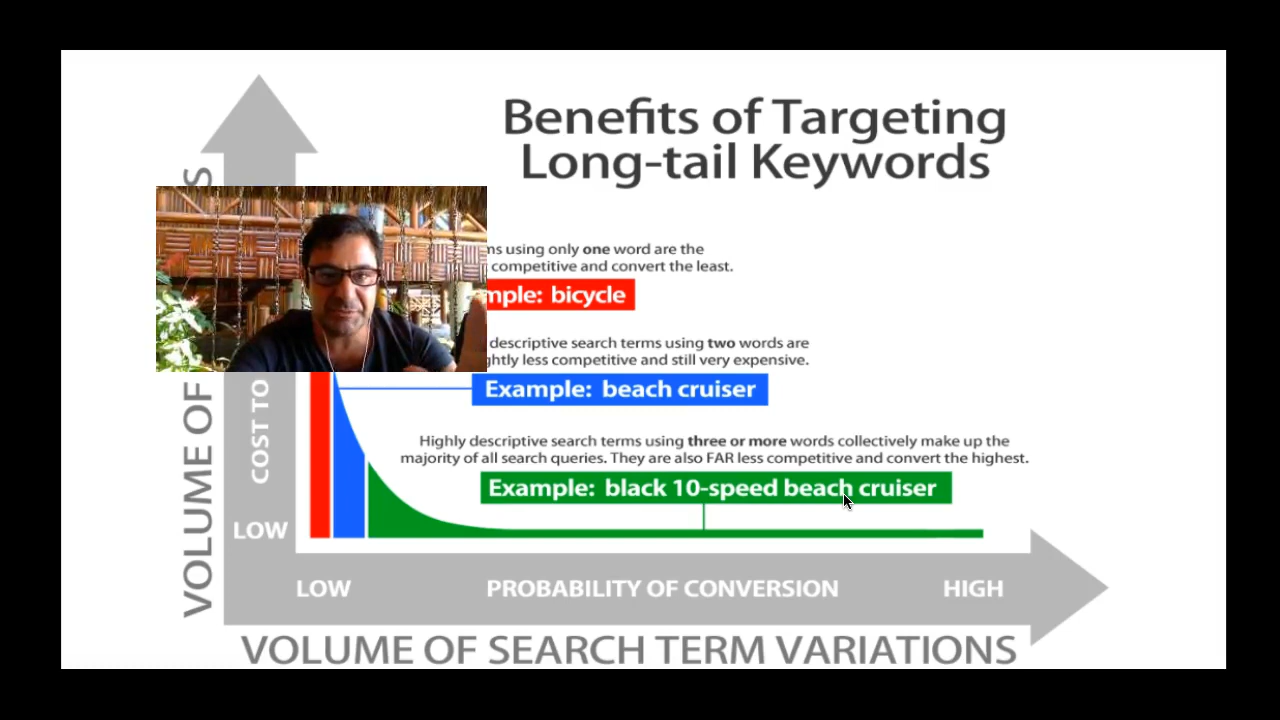 Benefits of Targeting
Long-tail Keywords
using only one word are the
competitive and convert the least.
bicycle
descriptive search terms using two words are
less competitive and still very expensive.
Example: beach cruiser
Highly descriptive search terms using three or more words collectively make up the
majority of all search queries. They are also FAR less competitive and convert the highest.
Example: black 10-speed beach cruiser
VOLUME OF
COST TO
LOW
LOW PROBABILITY OF CONVERSION HIGH
VOLUME OF SEARCH TERM VARIATIONS